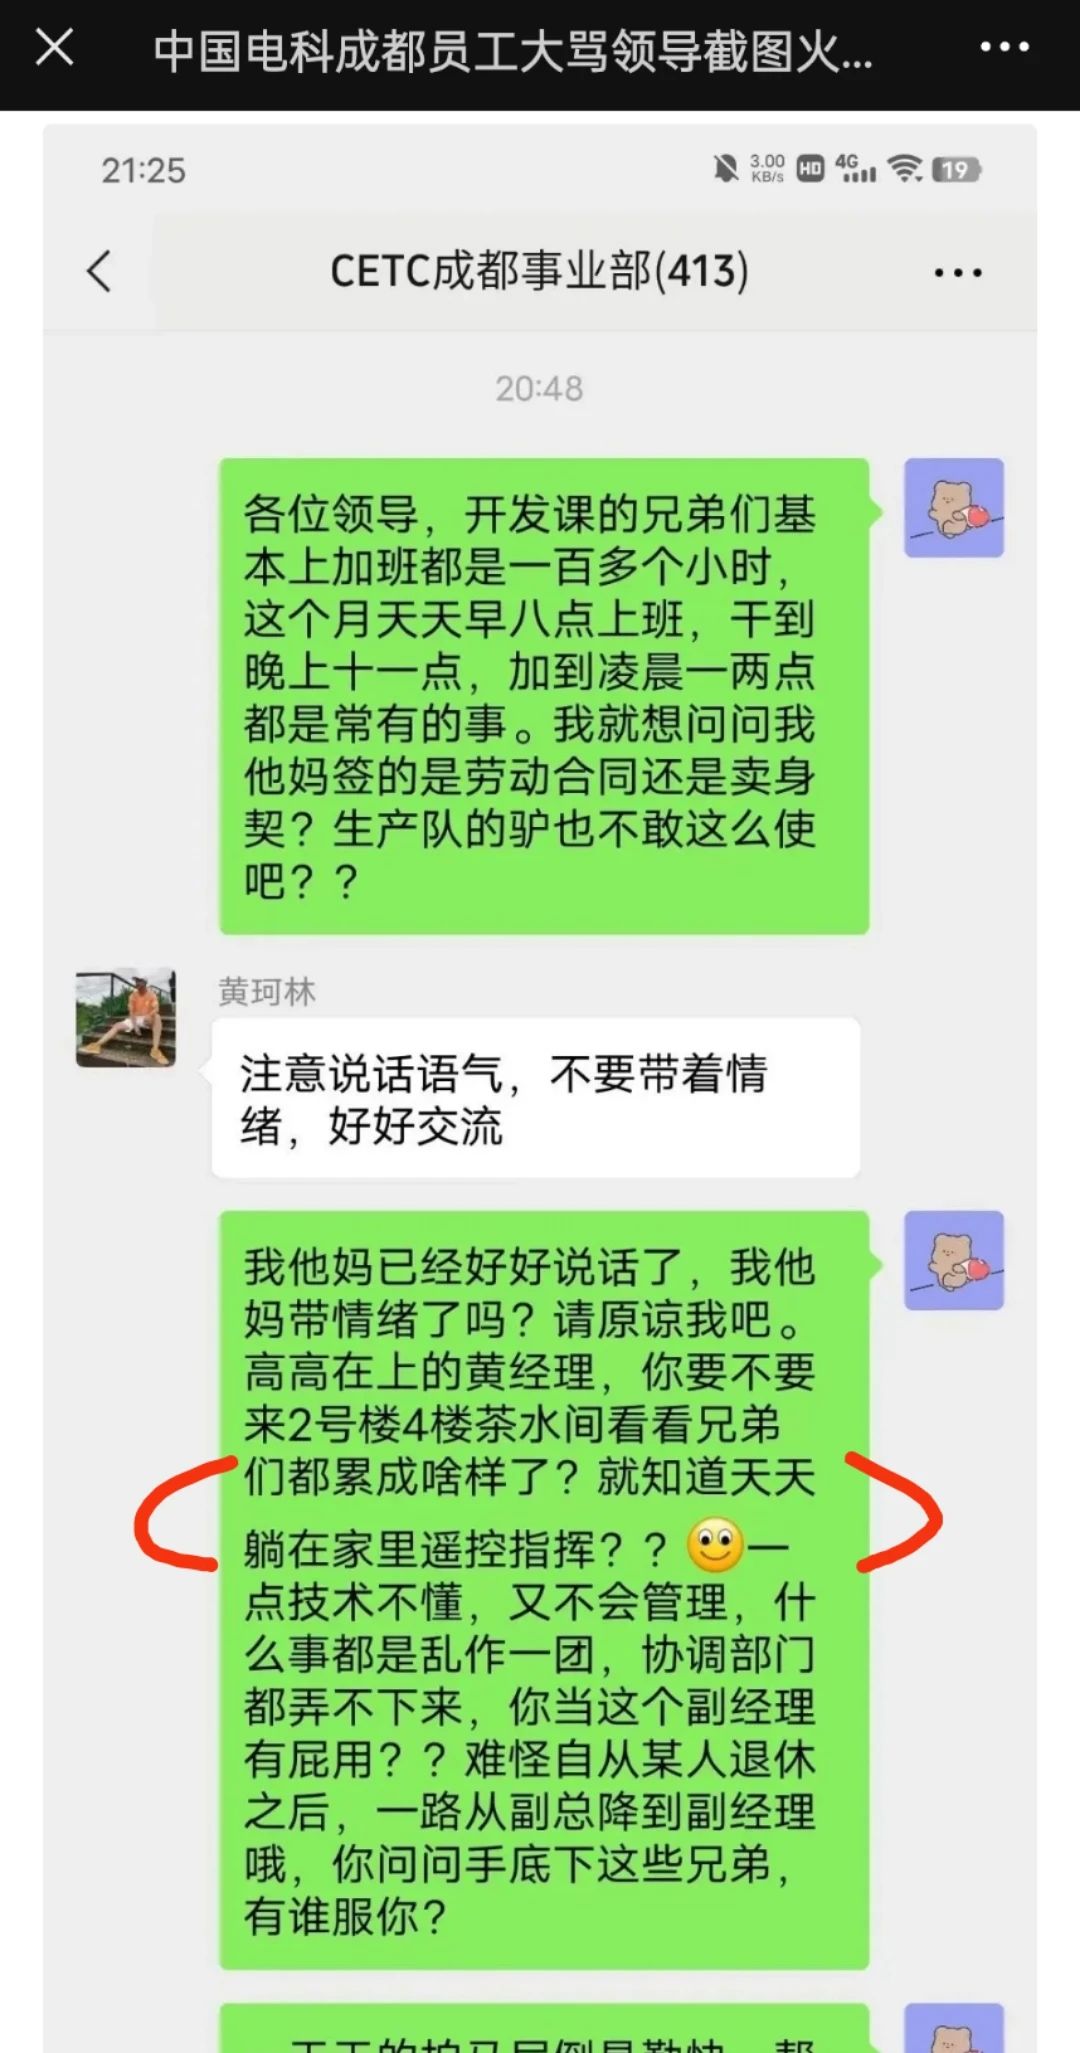 中国电科成都员工大骂领导截图火...
21:25
3.00 KB/s HD 4G 19
CETC成都事业部(413)
20:48
各位领导，开发课的兄弟们基
本上加班都是一百多个小时，
这个月天天早八点上班，干到
晚上十一点，加到凌晨一两点
都是常有的事。我就想问问我
他妈签的是劳动合同还是卖身
契？生产队的驴也不敢这么使
吧？？
黄珂林
注意说话语气，不要带着情
绪，好好交流
我他妈已经好好说话了，我他
妈带情绪了吗？请原谅我吧。
高高在上的黄经理，你要不要
来2号楼4楼茶水间看看兄弟
们都累成啥样了？就知道天天
躺在家里遥控指挥？？🙂一
点技术不懂，又不会管理，什
么事都是乱作一团，协调部门
都弄不下来，你当这个副经理
有屁用？？难怪自从某人退休
之后，一路从副总降到副经理
哦，你问问手底下这些兄弟，
有谁服你？